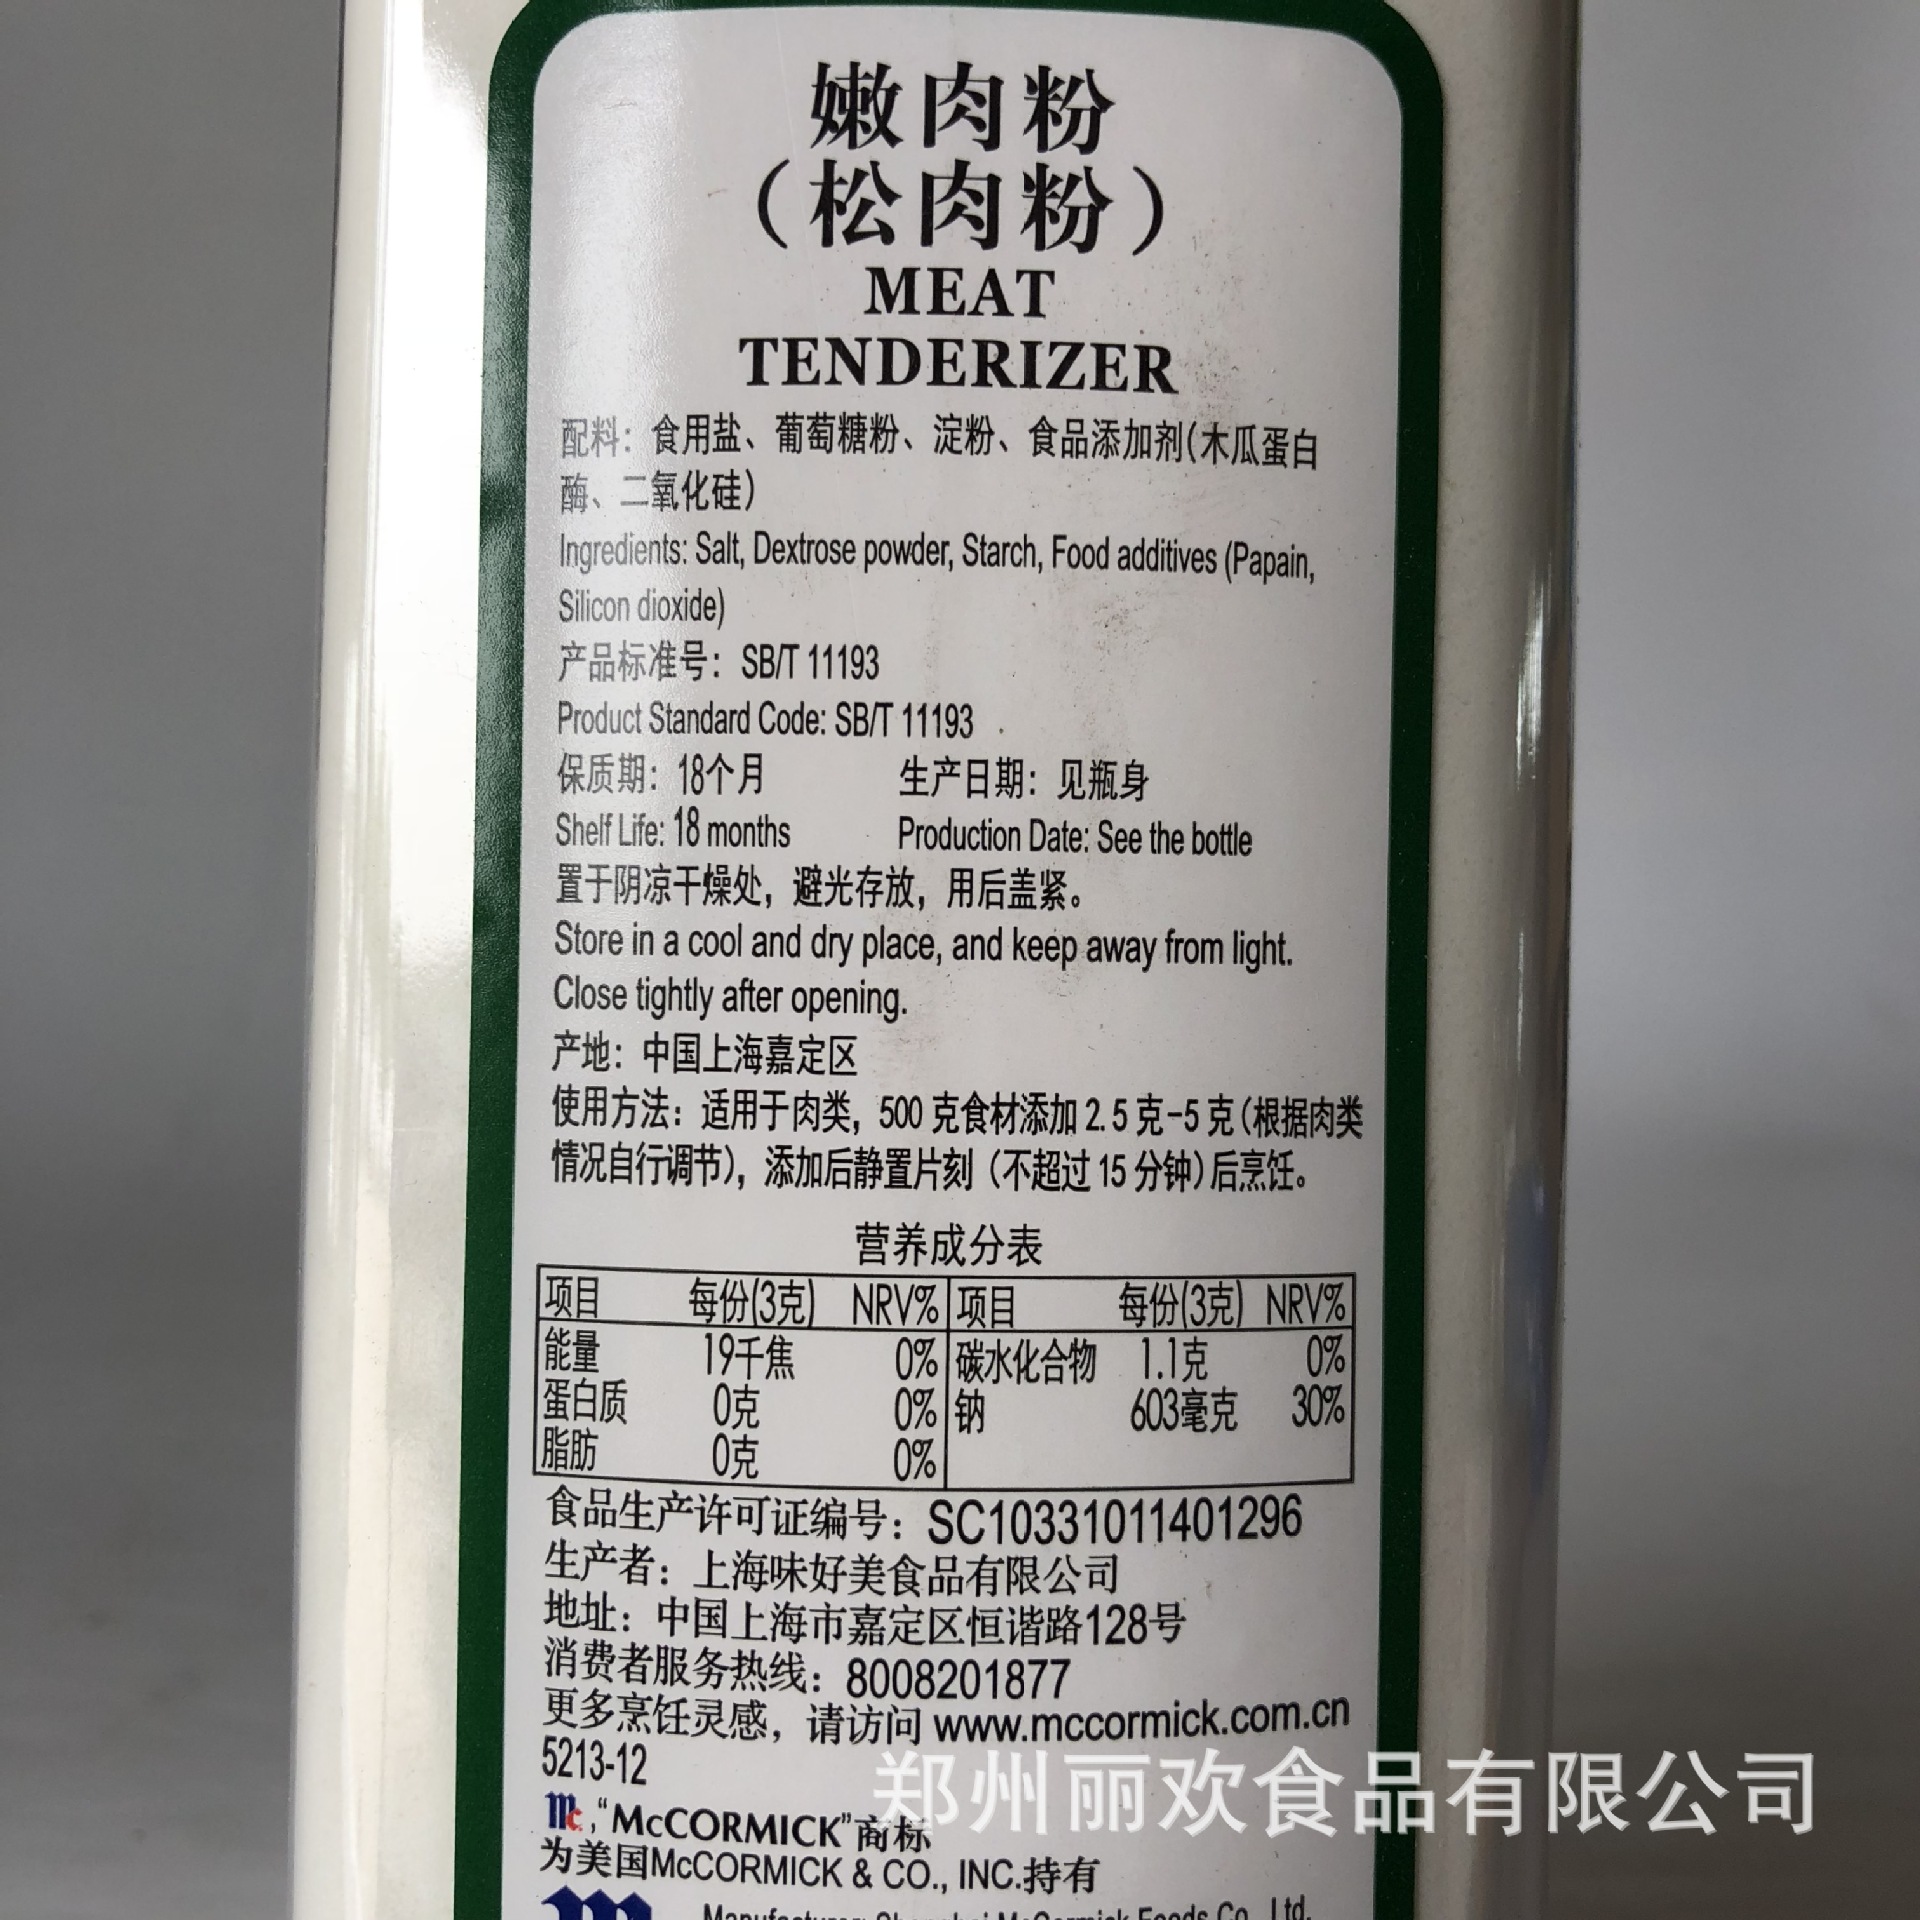 嫩肉粉
（松肉粉）
MEAT
TENDERIZER
配料：食用盐、葡萄糖粉、淀粉、食品添加剂（木瓜蛋白
酶、二氧化硅）
Ingredients: Salt, Dextrose powder, Starch, Food additives (Papain,
Silicon dioxide)
产品标准号：SB/T 11193
Product Standard Code: SB/T 11193
保质期：18个月 生产日期：见瓶身
Shelf Life: 18 months Production Date: See the bottle
置于阴凉干燥处，避光存放，用后盖紧。
Store in a cool and dry place, and keep away from light.
Close tightly after opening.
产地：中国上海嘉定区
使用方法：适用于肉类，500克食材添加2.5克-5克（根据肉类
情况自行调节），添加后静置片刻（不超过15分钟）后烹饪。
营养成分表
项目 每份(3克) NRV% 项目 每份(3克) NRV%
能量 19千焦 0% 碳水化合物 1.1克 0%
蛋白质 0克 0% 钠 603毫克 30%
脂肪 0克 0%
食品生产许可证编号：SC10331011401296
生产者：上海味好美食品有限公司
地址：中国上海市嘉定区恒谐路128号
消费者服务热线：8008201877
更多烹饪灵感，请访问 www.mccormick.com.cn
5213-12
郑州丽欢食品有限公司
Mc,“McCORMICK”商标
为美国McCORMICK & CO., INC.持有
Manufacturer: Shanghai McCormick Foods Co., Ltd.